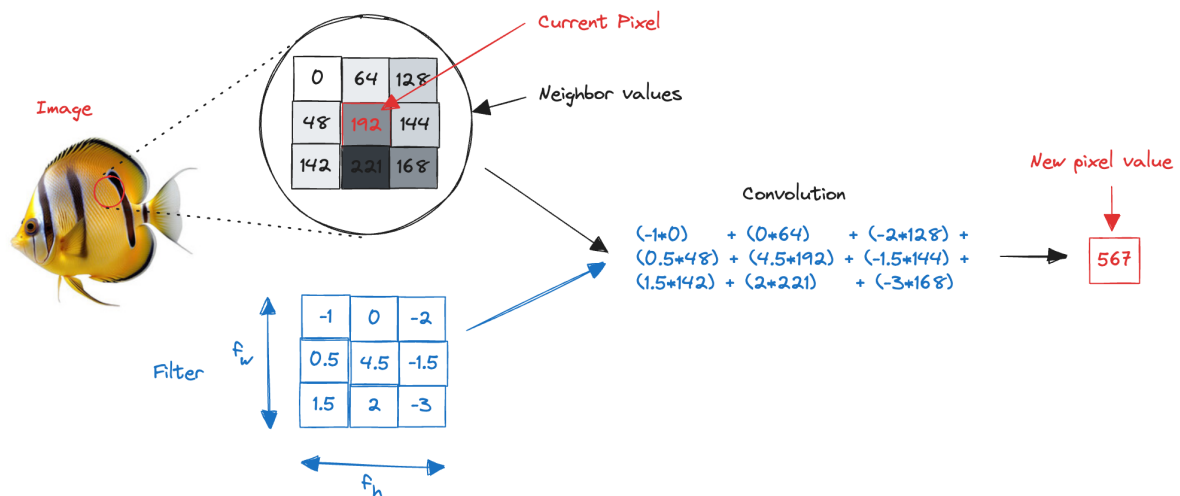 Current Pixel
Neighbor values
Image
0 64 128
48 192 144
142 221 168
New pixel value
Convolution
(-1*0) + (0*64) + (-2*128) +
(0.5*48) + (4.5*192) + (-1.5*144) +
(1.5*142) + (2*221) + (-3*168)
567
Filter
fw
-1 0 -2
0.5 4.5 -1.5
1.5 2 -3
fh